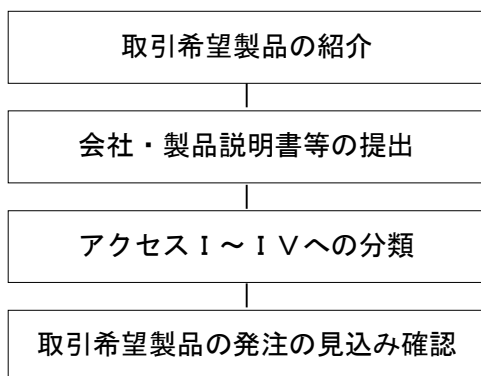 取引希望製品の紹介
会社・製品説明書等の提出
アクセスⅠ～ⅠⅤへの分類
取引希望製品の発注の見込み確認